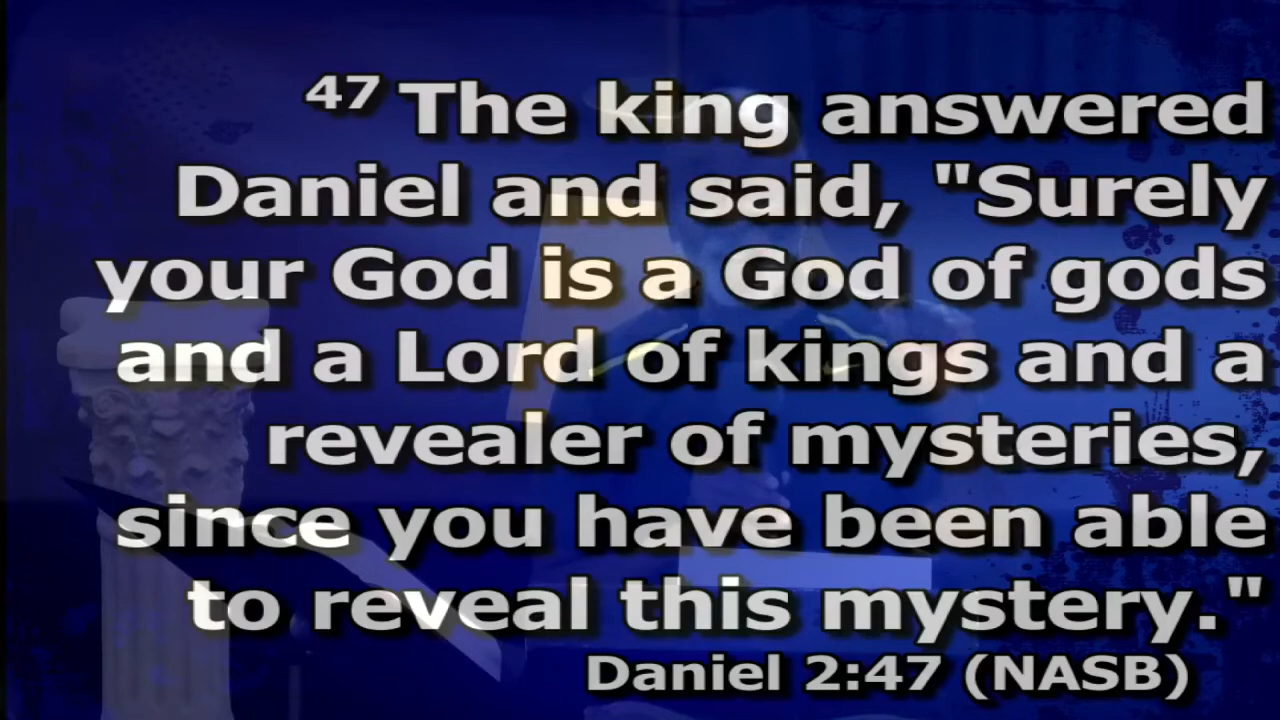 47 The king answered
Daniel and said, "Surely
your God is a God of gods
and a Lord of kings and a
revealer of mysteries,
since you have been able
to reveal this mystery."
Daniel 2:47 (NASB)